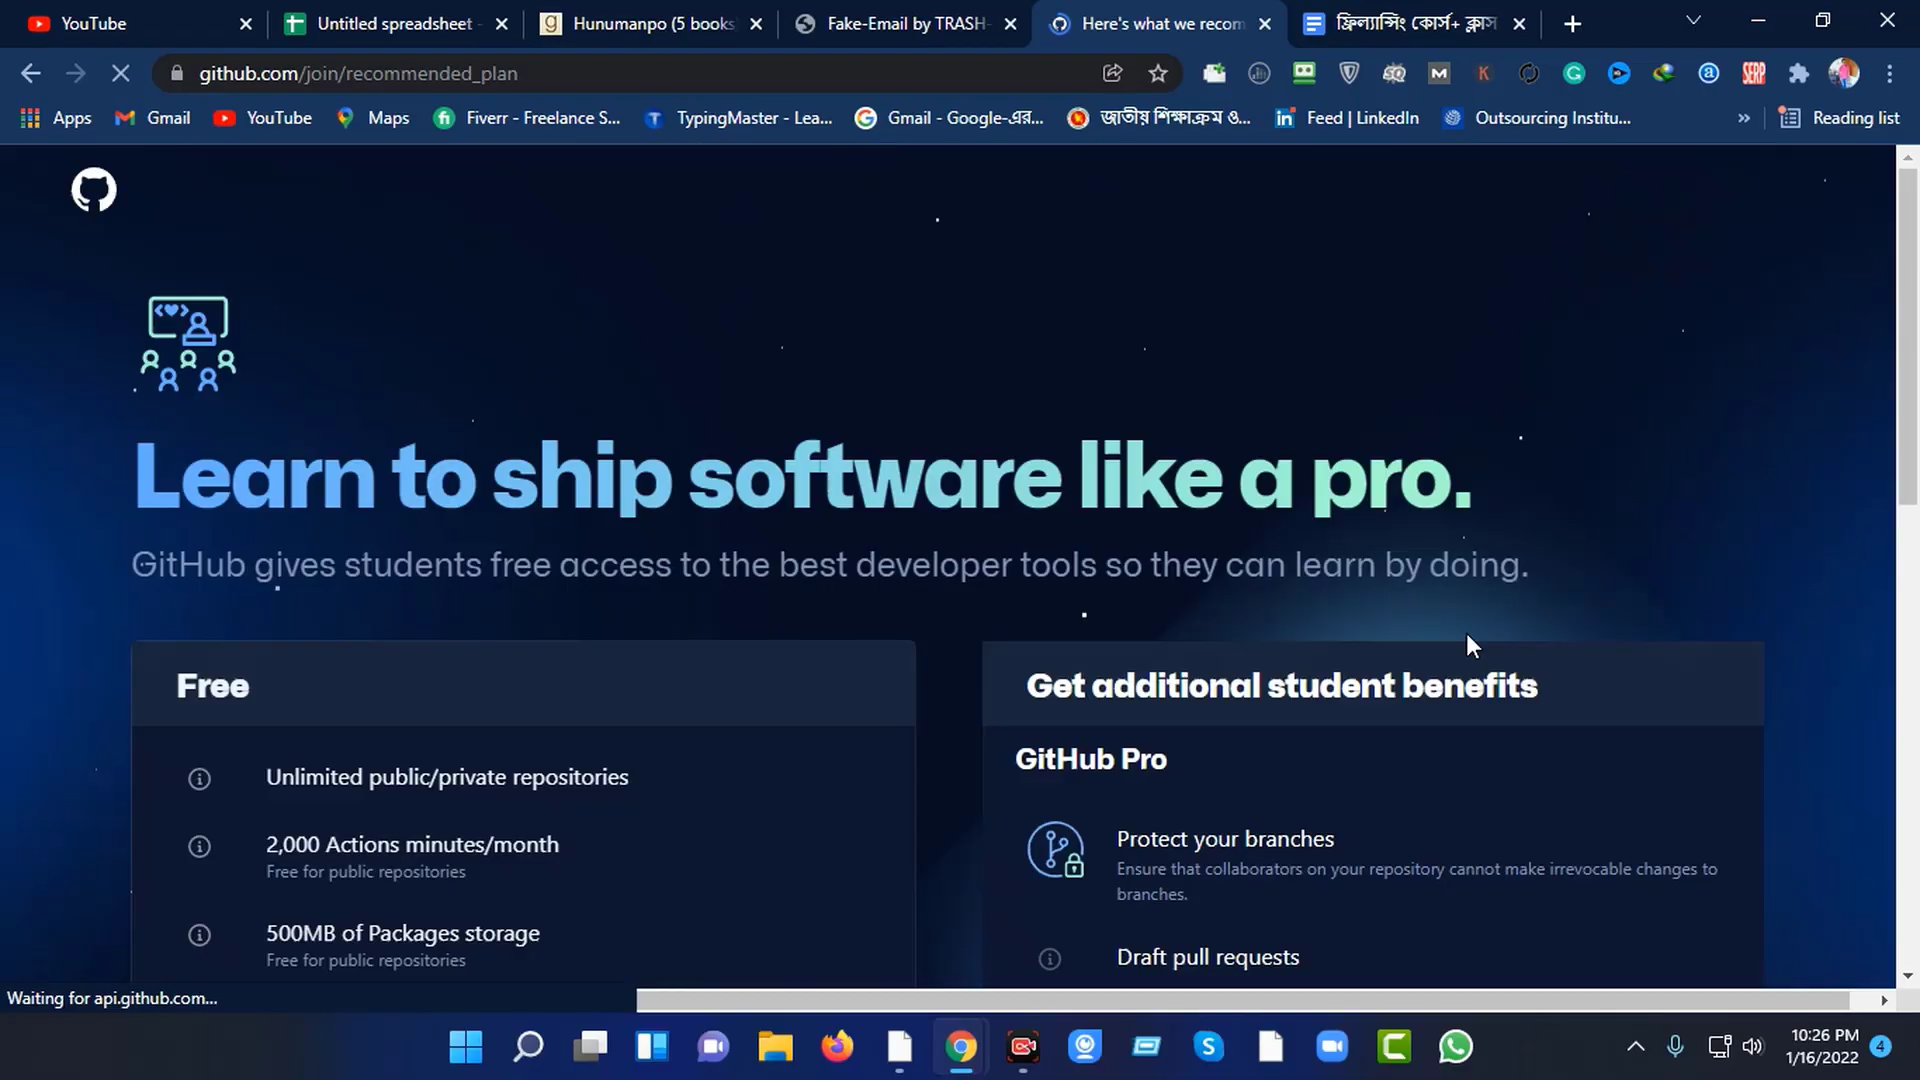 YouTube
Untitled spreadsheet -
Hunumanpo (5 books
Fake-Email by TRASH-
Here's what we recom
ফ্রিল্যান্সিং কোর্স+ ক্লাস
github.com/join/recommended_plan
Apps
Gmail
YouTube
Maps
Fiverr - Freelance S...
TypingMaster - Lea...
Gmail - Google-এর...
জাতীয় শিক্ষাক্রম ও...
Feed | LinkedIn
Outsourcing Institu...
»
Reading list
Learn to ship software like a pro.
GitHub gives students free access to the best developer tools so they can learn by doing.
Free
Unlimited public/private repositories
2,000 Actions minutes/month
Free for public repositories
500MB of Packages storage
Free for public repositories
Get additional student benefits
GitHub Pro
Protect your branches
Ensure that collaborators on your repository cannot make irrevocable changes to
branches.
Draft pull requests
Waiting for api.github.com...
10:26 PM
1/16/2022
4